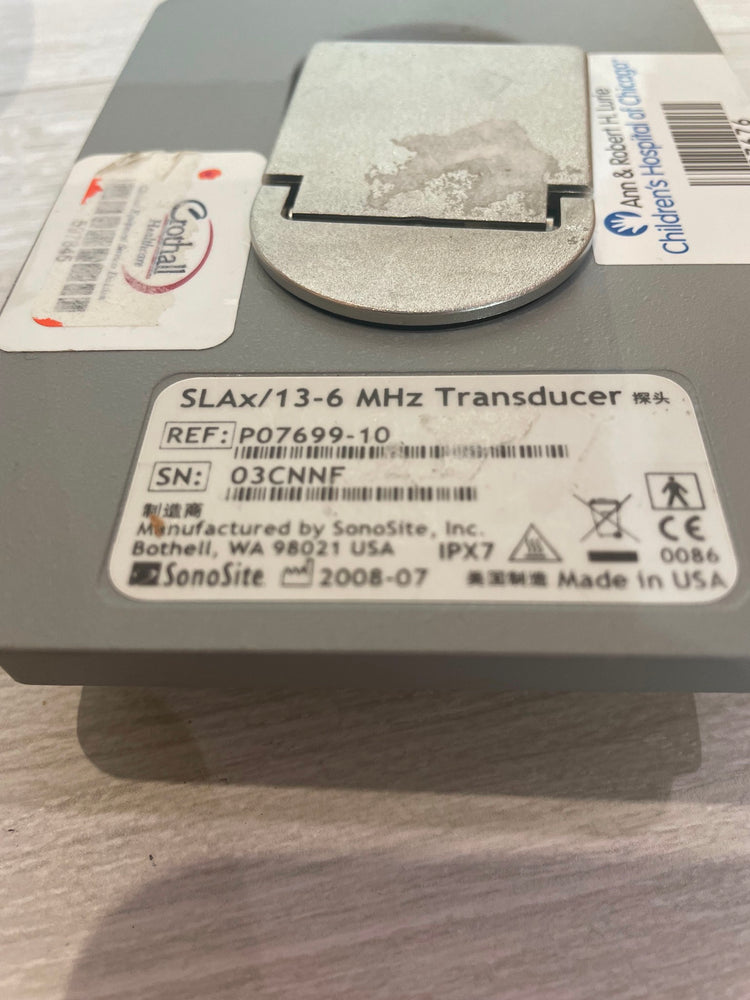 Ann & Robert H. Lurie
Children's Hospital of Chicago
Crothall
Healthcare
SLAx/13-6 MHz Transducer 探头
REF: P07699-10
SN: 03CNNF
制造商
Manufactured by SonoSite, Inc.
Bothell, WA 98021 USA IPX7
CE
0086
SonoSite 2008-07 美国制造 Made in USA